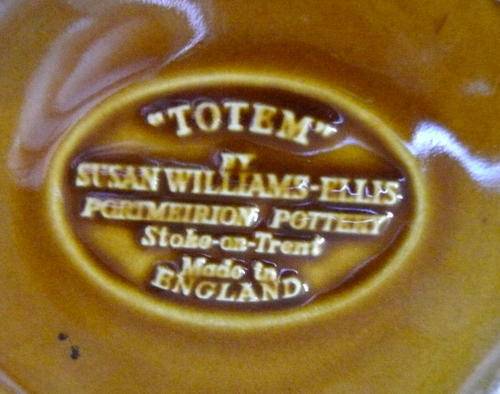 "TOTEM"
BY
SUSAN WILLIAMS-ELLIS
PORTMEIRION POTTERY
Stoke-on-Trent
Made in
ENGLAND